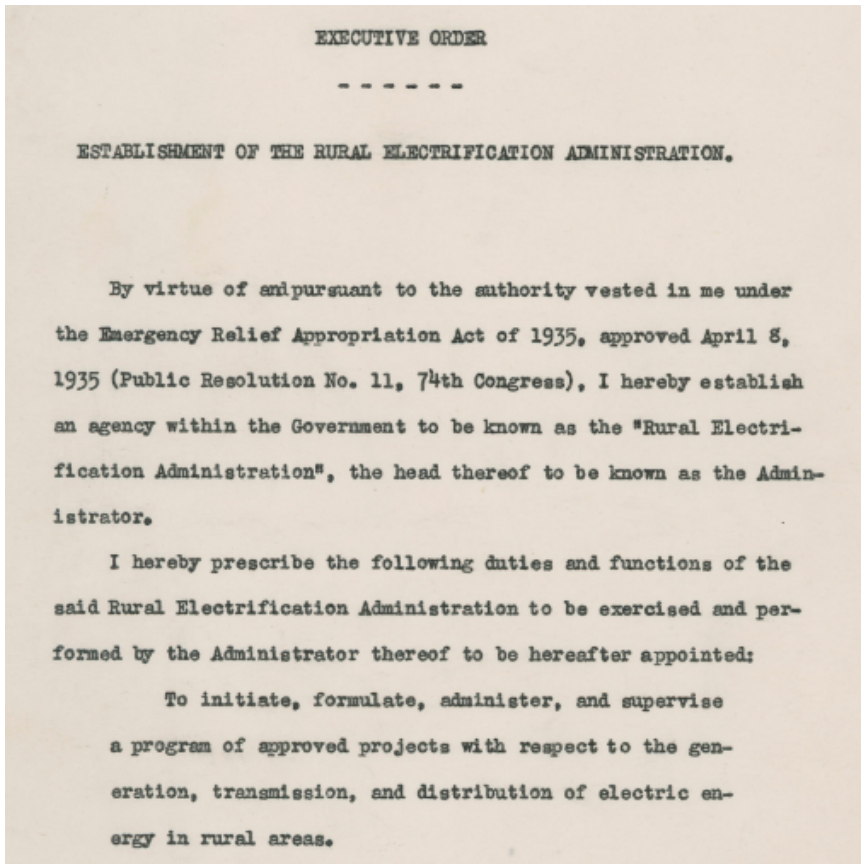 EXECUTIVE ORDER
- - - - - -
ESTABLISHMENT OF THE RURAL ELECTRIFICATION ADMINISTRATION.
By virtue of and pursuant to the authority vested in me under
the Emergency Relief Appropriation Act of 1935, approved April 8,
1935 (Public Resolution No. 11, 74th Congress), I hereby establish
an agency within the Government to be known as the "Rural Electri-
fication Administration", the head thereof to be known as the Admin-
istrator.
I hereby prescribe the following duties and functions of the
said Rural Electrification Administration to be exercised and per-
formed by the Administrator thereof to be hereafter appointed:
To initiate, formulate, administer, and supervise
a program of approved projects with respect to the gen-
eration, transmission, and distribution of electric en-
ergy in rural areas.